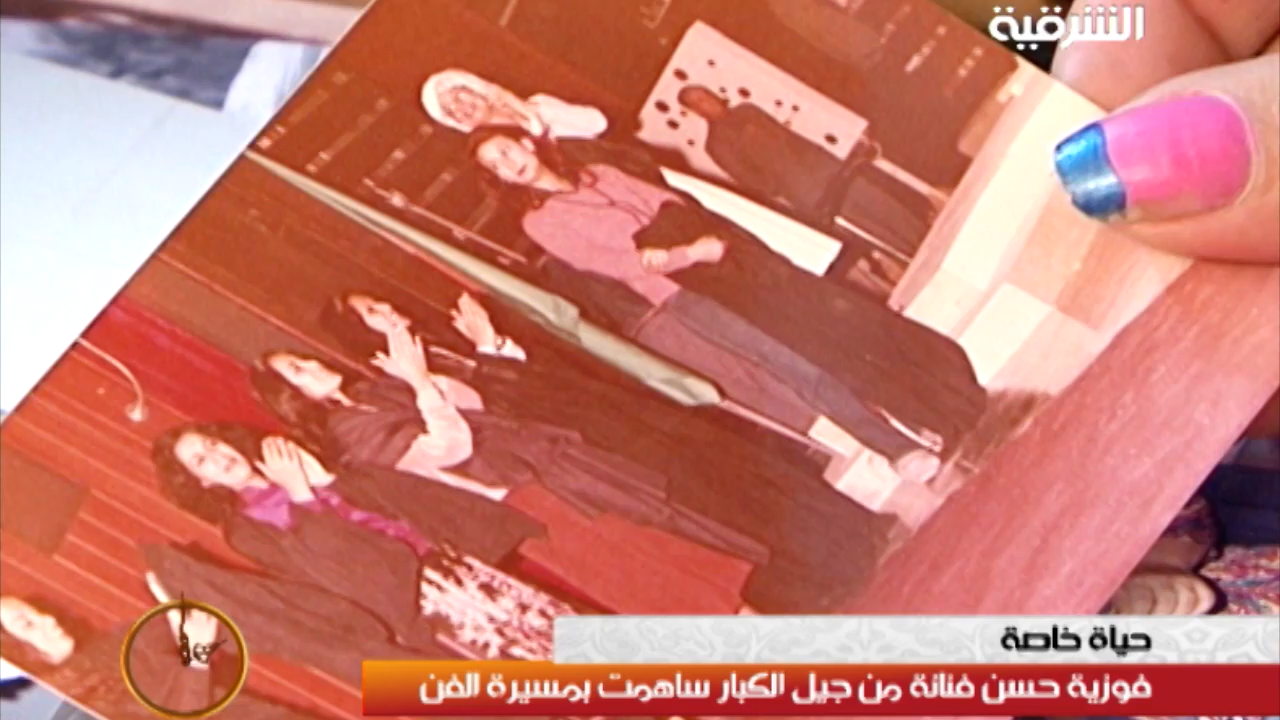 الشرقية
حياة خاصة
فوزية حسن فنانة من جيل الكبار ساهمت بمسيرة الفن